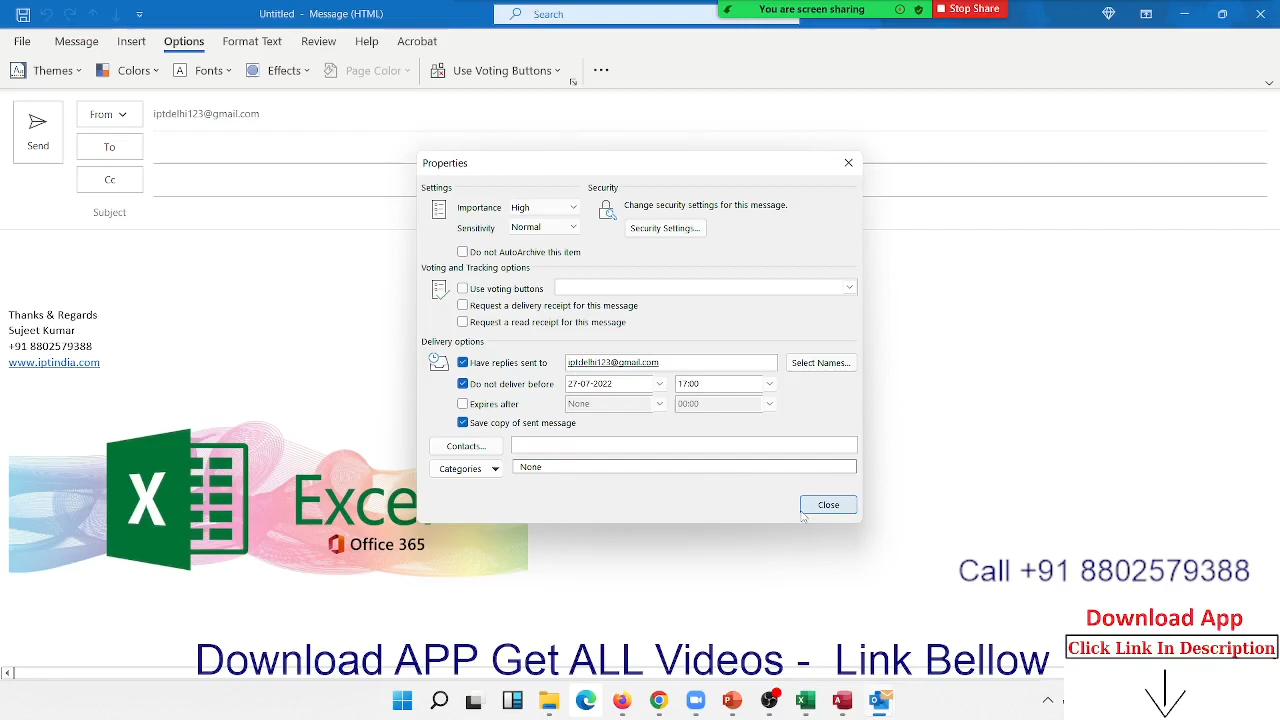 Untitled - Message (HTML)
Search
You are screen sharing
Stop Share
File Message Insert Options Format Text Review Help Acrobat
Themes Colors Fonts Effects Page Color Use Voting Buttons
Send
From iptdelhi123@gmail.com
To
Cc
Subject
Properties
Settings Security
Importance High Change security settings for this message.
Sensitivity Normal Security Settings...
Do not AutoArchive this item
Voting and Tracking options
Use voting buttons
Request a delivery receipt for this message
Request a read receipt for this message
Delivery options
Have replies sent to iptdelhi123@gmail.com Select Names...
Do not deliver before 27-07-2022 17:00
Expires after None 00:00
Save copy of sent message
Contacts...
Categories None
Close
Thanks & Regards
Sujeet Kumar
+91 8802579388
www.iptindia.com
X
Office 365
Call +91 8802579388
Download App
Click Link In Description
Download APP Get ALL Videos - Link Bellow